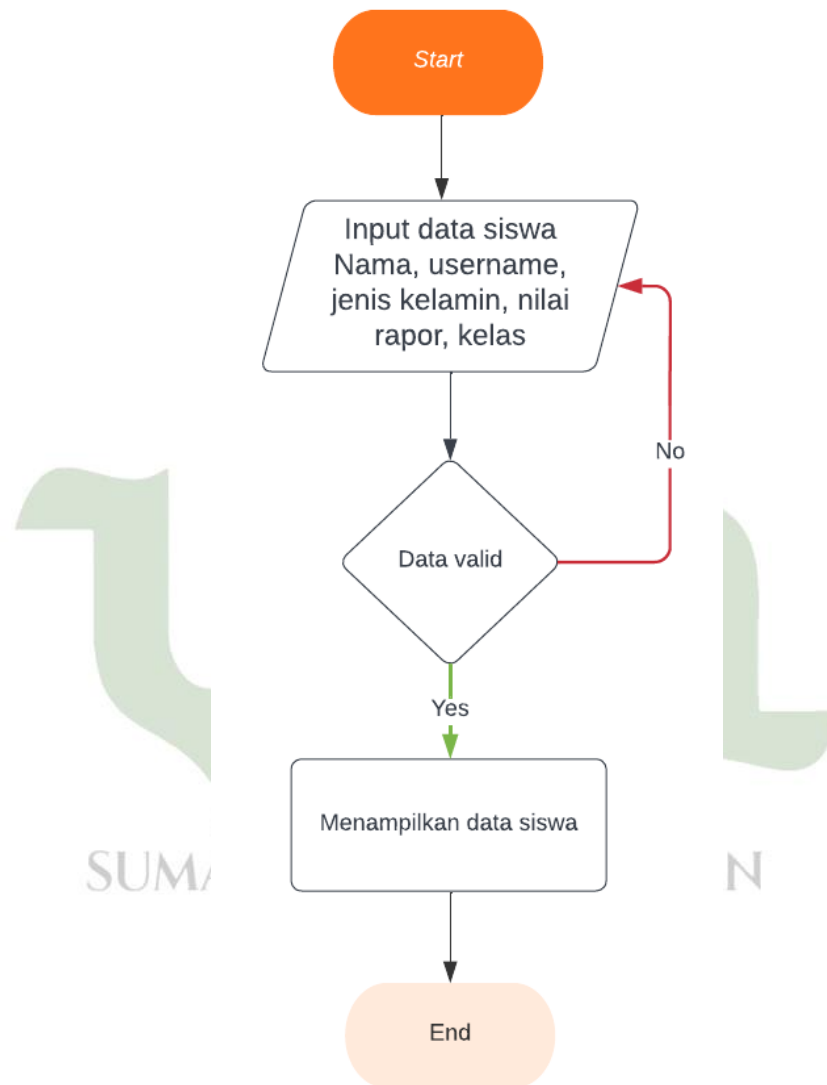 Start
Input data siswa
Nama, username,
jenis kelamin, nilai
rapor, kelas
No
Data valid
Yes
Menampilkan data siswa
SUMA
N
End